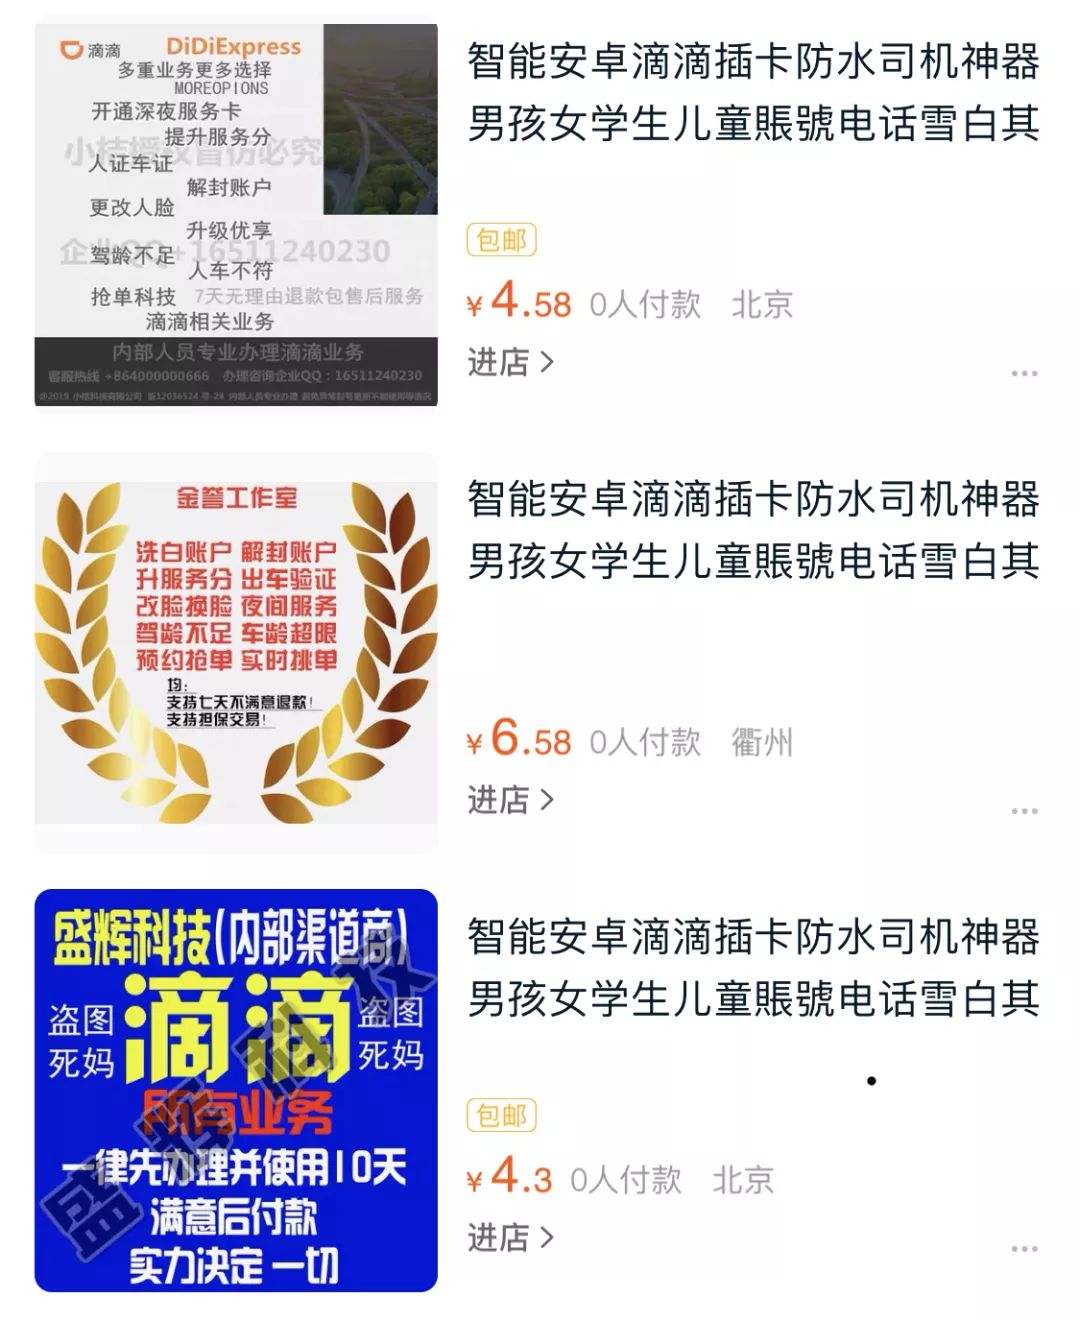 滴滴 DiDiExpress
多重业务更多选择
MOREOPIONS
开通深夜服务卡
提升服务分
小桔授权冒仿必究
人证车证
解封账户
更改人脸
升级优享
企业QQ+16511240230
驾龄不足
人车不符
抢单科技 7天无理由退款包售后服务
滴滴相关业务
内部人员专业办理滴滴业务
客服热线 +864000000666 办理咨询企业QQ：16511240230
智能安卓滴滴插卡防水司机神器
男孩女学生儿童賬號电话雪白其
包邮
¥4.58 0人付款 北京
进店 >
金誉工作室
洗白账户 解封账户
升服务分 出车验证
改脸换脸 夜间服务
驾龄不足 车龄超限
预约抢单 实时挑单
均：
支持七天不满意退款！
支持担保交易！
智能安卓滴滴插卡防水司机神器
男孩女学生儿童賬號电话雪白其
¥6.58 0人付款 衢州
进店 >
盛辉科技(内部渠道商)
滴滴
盗图
死妈
盗图
死妈
所有业务
一律先办理并使用10天
满意后付款
实力决定一切
盛辉科技
智能安卓滴滴插卡防水司机神器
男孩女学生儿童賬號电话雪白其
包邮
¥4.3 0人付款 北京
进店 >